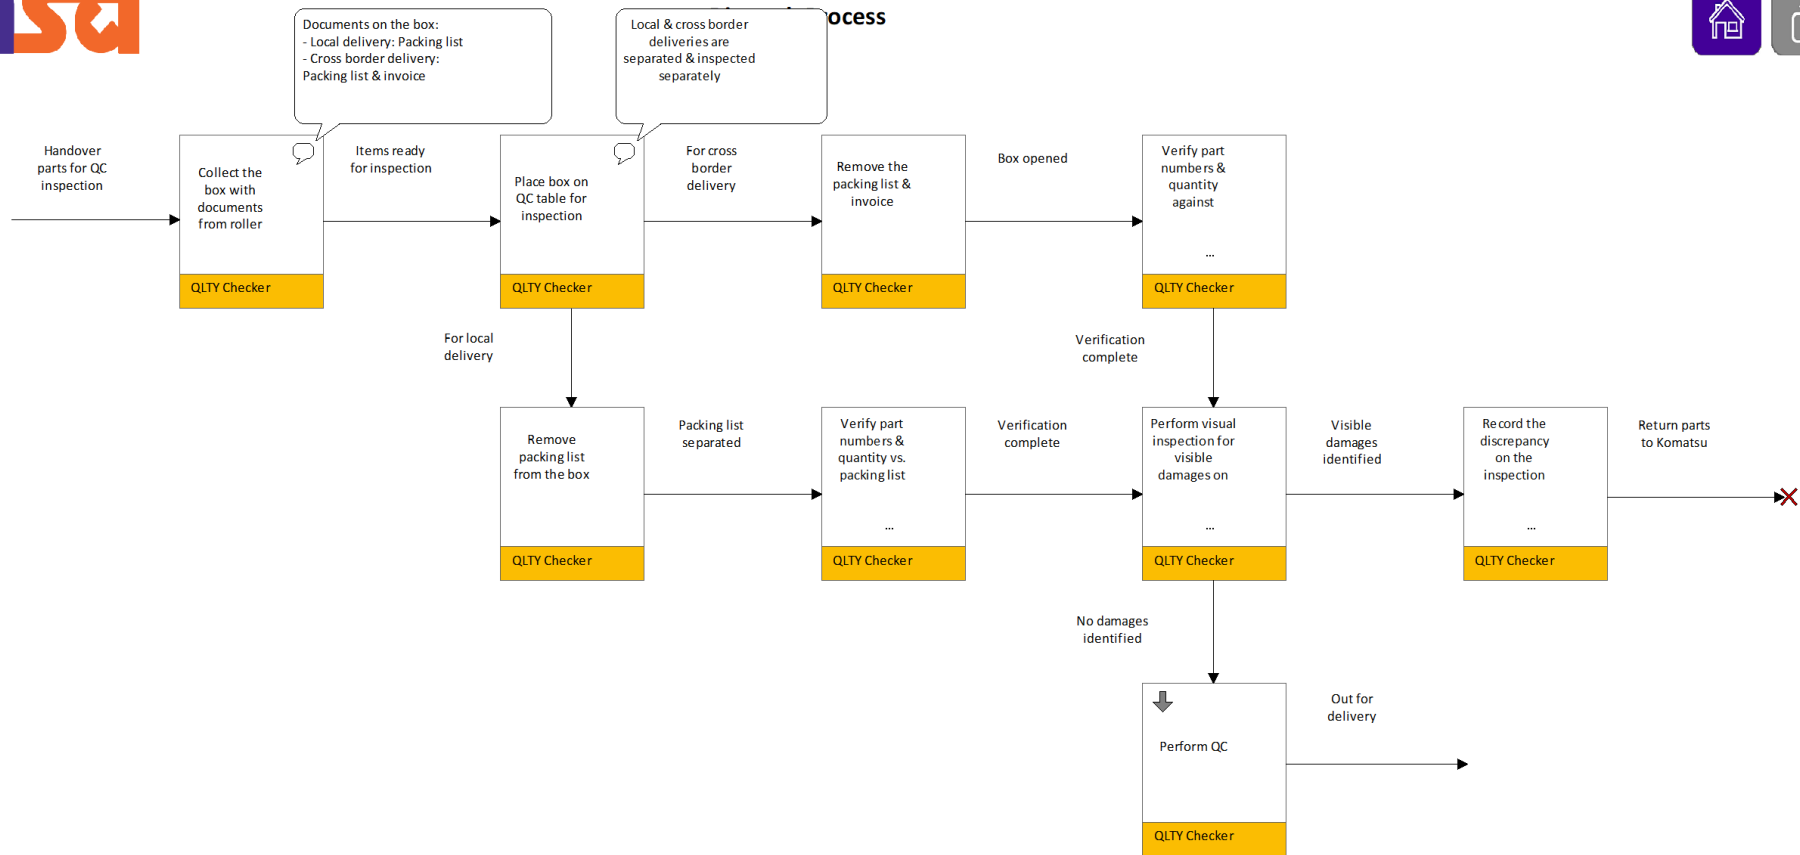 sa
ocess
Documents on the box:
- Local delivery: Packing list
- Cross border delivery:
Packing list & invoice
Local & cross border
deliveries are
separated & inspected
separately
Handover
parts for QC
inspection
Collect the
box with
documents
from roller
QLTY Checker
Items ready
for inspection
Place box on
QC table for
inspection
QLTY Checker
For cross
border
delivery
Remove the
packing list &
invoice
QLTY Checker
Box opened
Verify part
numbers &
quantity
against
...
QLTY Checker
For local
delivery
Verification
complete
Remove
packing list
from the box
QLTY Checker
Packing list
separated
Verify part
numbers &
quantity vs.
packing list
...
QLTY Checker
Verification
complete
Perform visual
inspection for
visible
damages on
...
QLTY Checker
Visible
damages
identified
Record the
discrepancy
on the
inspection
...
QLTY Checker
Return parts
to Komatsu
No damages
identified
Perform QC
QLTY Checker
Out for
delivery